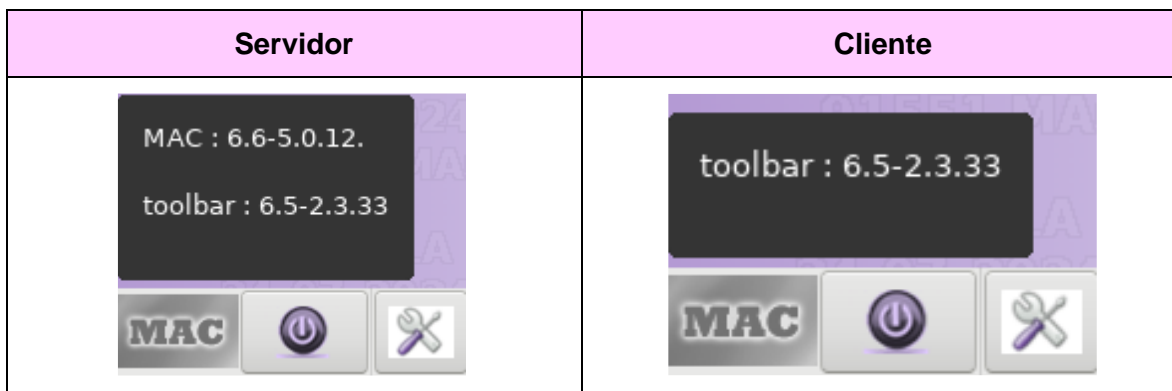 Servidor
Cliente
MAC : 6.6-5.0.12.
toolbar : 6.5-2.3.33
MAC
toolbar : 6.5-2.3.33
MAC